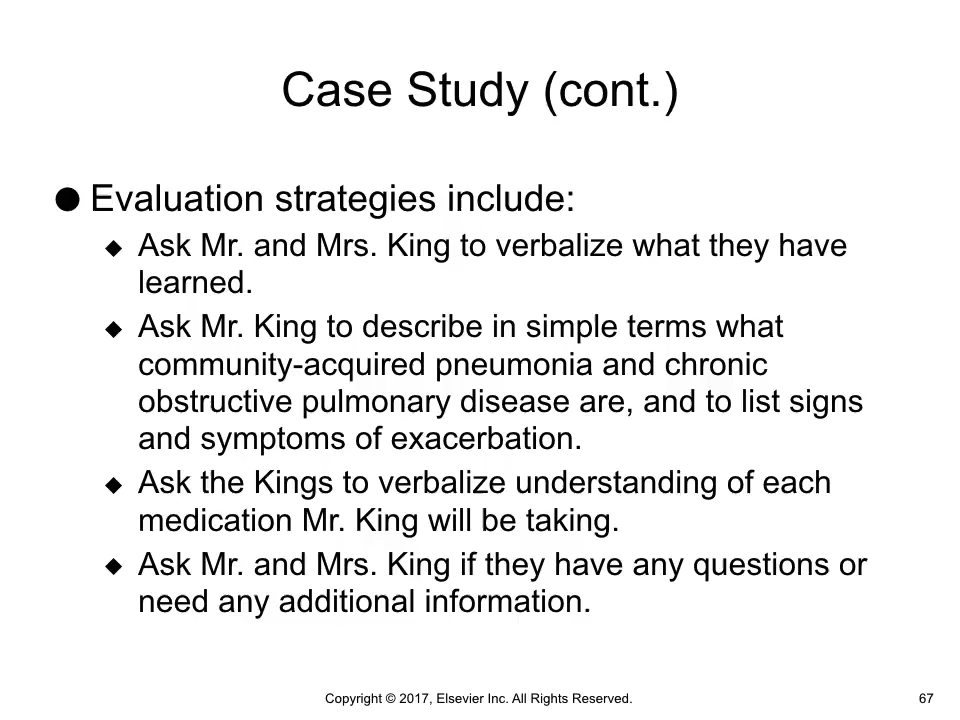 Case Study (cont.)
● Evaluation strategies include:
◆ Ask Mr. and Mrs. King to verbalize what they have
learned.
◆ Ask Mr. King to describe in simple terms what
community-acquired pneumonia and chronic
obstructive pulmonary disease are, and to list signs
and symptoms of exacerbation.
◆ Ask the Kings to verbalize understanding of each
medication Mr. King will be taking.
◆ Ask Mr. and Mrs. King if they have any questions or
need any additional information.
Copyright © 2017, Elsevier Inc. All Rights Reserved.
67